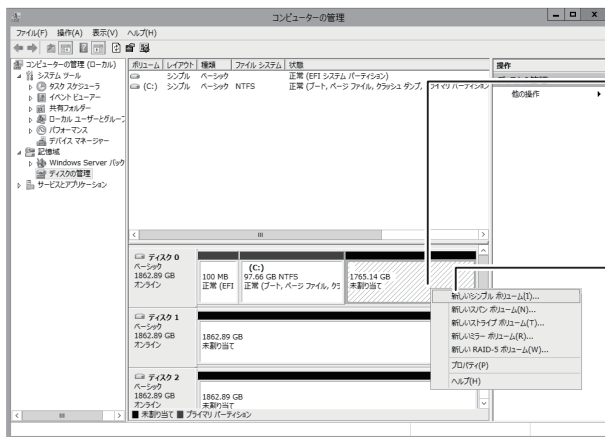 コンピューターの管理
ファイル(F) 操作(A) 表示(V) ヘルプ(H)
コンピューターの管理 (ローカル)
システム ツール
タスク スケジューラ
イベント ビューアー
共有フォルダー
ローカル ユーザーとグループ
パフォーマンス
デバイス マネージャー
記憶域
Windows Server バック
ディスクの管理
サービスとアプリケーション
ボリューム レイアウト 種類 ファイル システム 状態
シンプル ベーシック 正常 (EFI システム パーティション)
(C:) シンプル ベーシック NTFS 正常 (ブート, ページ ファイル, クラッシュ ダンプ, プライマリ パーティション)
操作
他の操作
ディスク 0
ベーシック
1862.89 GB
オンライン
100 MB
正常 (EFI
(C:)
97.66 GB NTFS
正常 (ブート, ページ ファイル, クラ
1765.14 GB
未割り当て
ディスク 1
ベーシック
1862.89 GB
オンライン
1862.89 GB
未割り当て
ディスク 2
ベーシック
1862.89 GB
オンライン
1862.89 GB
未割り当て
未割り当て プライマリ パーティション
新しいシンプル ボリューム(I)...
新しいスパン ボリューム(N)...
新しいストライプ ボリューム(T)...
新しいミラー ボリューム(R)...
新しい RAID-5 ボリューム(W)...
プロパティ(P)
ヘルプ(H)